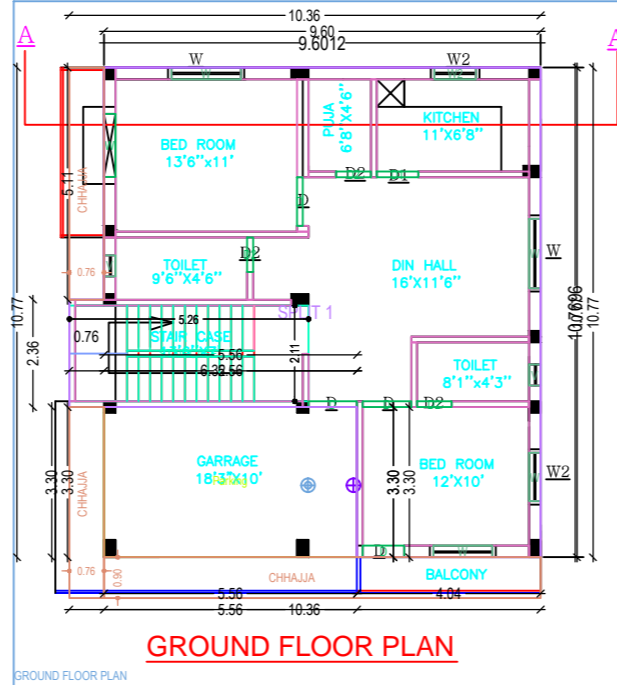 10.36
9.60
9.6012
A
A
W
W2
W
W2
PUJA
6'8"X4'6"
KITCHEN
11'X6'8"
BED ROOM
13'6"x11'
D2
D1
5.11
CHHAJJA
D
D2
TOILET
9'6"X4'6"
DIN HALL
16'X11'6"
W
W
0.76
SPLIT 1
10.77
10.7696
10.77
5.26
0.76
STAIR CASE
2.36
2.11
5.56
6.32
5.56
TOILET
8'1"x4'3"
W
D
D
D2
GARRAGE
BED ROOM
12'X10'
W2
W
3.30
3.30
3.30
3.30
CHHAJJA
D
W
0.76
0.90
CHHAJJA
BALCONY
5.56
4.04
5.56
10.36
GROUND FLOOR PLAN
GROUND FLOOR PLAN